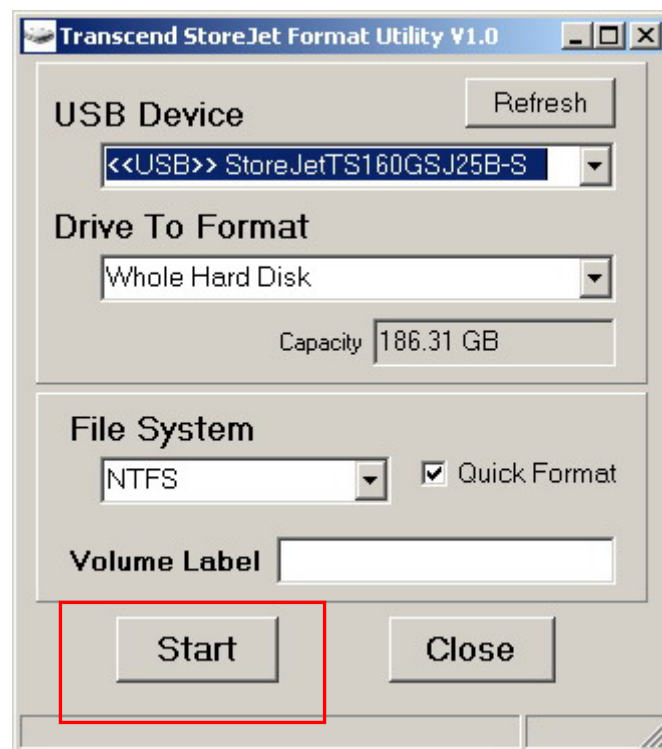 Transcend StoreJet Format Utility V1.0
USB Device
Refresh
<<USB>> StoreJetTS160GSJ25B-S
Drive To Format
Whole Hard Disk
Capacity 186.31 GB
File System
NTFS
Quick Format
Volume Label
Start Close